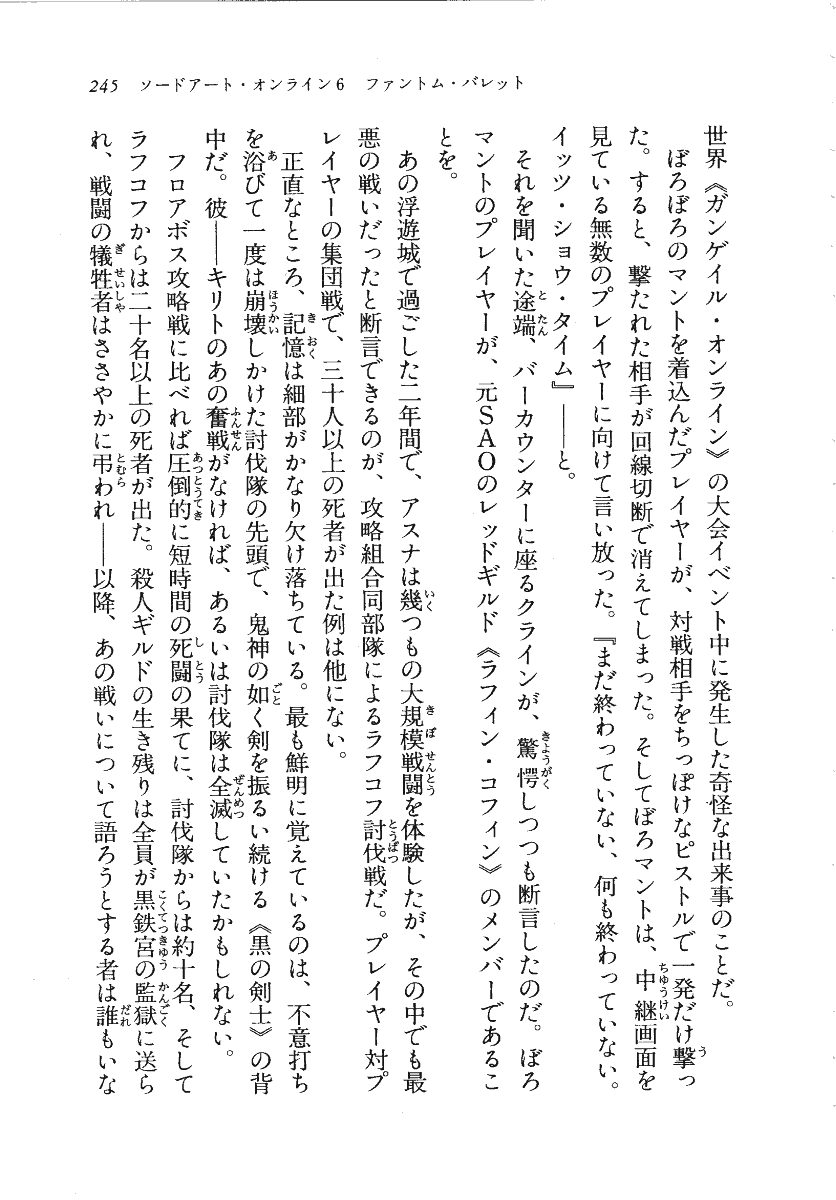 245　ソードアート・オンライン6　ファントム・バレット
世界《ガンゲイル・オンライン》の大会イベント中に発生した奇怪な出来事のことだ。
　ぼろぼろのマントを着込んだプレイヤーが、対戦相手をちっぽけなピストルで一発だけ撃っ
た。すると、撃たれた相手が回線切断で消えてしまった。そしてぼろマントは、中継画面を
見ている無数のプレイヤーに向けて言い放った。『まだ終わっていない、何も終わっていない。
イッツ・ショウ・タイム』――と。
　それを聞いた途端、バーカウンターに座るクラインが、驚愕しつつも断言したのだ。ぼろ
マントのプレイヤーが、元ＳＡＯのレッドギルド《ラフィン・コフィン》のメンバーであるこ
とを。
　あの浮遊城で過ごした二年間で、アスナは幾つもの大規模戦闘を体験したが、その中でも最
悪の戦いだったと断言できるのが、攻略組合同部隊によるラフコフ討伐戦だ。プレイヤー対プ
レイヤーの集団戦で、三十人以上の死者が出た例は他にない。
　正直なところ、記憶は細部がかなり欠け落ちている。最も鮮明に覚えているのは、不意打ち
を浴びて一度は崩壊しかけた討伐隊の先頭で、鬼神の如く剣を振るい続ける《黒の剣士》の背
中だ。彼――キリトのあの奮戦がなければ、あるいは討伐隊は全滅していたかもしれない。
　フロアボス攻略戦に比べれば圧倒的に短時間の死闘の果てに、討伐隊からは約十名、そして
ラフコフからは二十名以上の死者が出た。殺人ギルドの生き残りは全員が黒鉄宮の監獄に送ら
れ、戦闘の犠牲者はささやかに弔われ――以降、あの戦いについて語ろうとする者は誰もいな